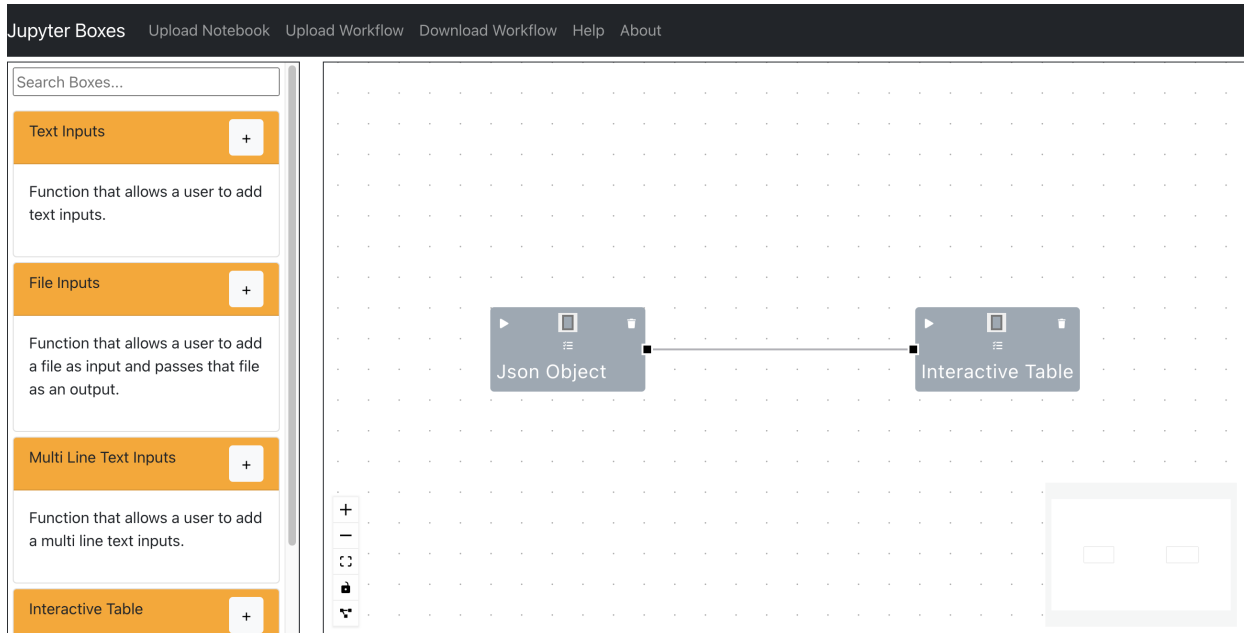 Jupyter Boxes Upload Notebook Upload Workflow Download Workflow Help About
Search Boxes...
Text Inputs
+
Function that allows a user to add
text inputs.
File Inputs
+
Function that allows a user to add
a file as input and passes that file
as an output.
Multi Line Text Inputs
+
Function that allows a user to add
a multi line text inputs.
Interactive Table
+
Json Object
Interactive Table